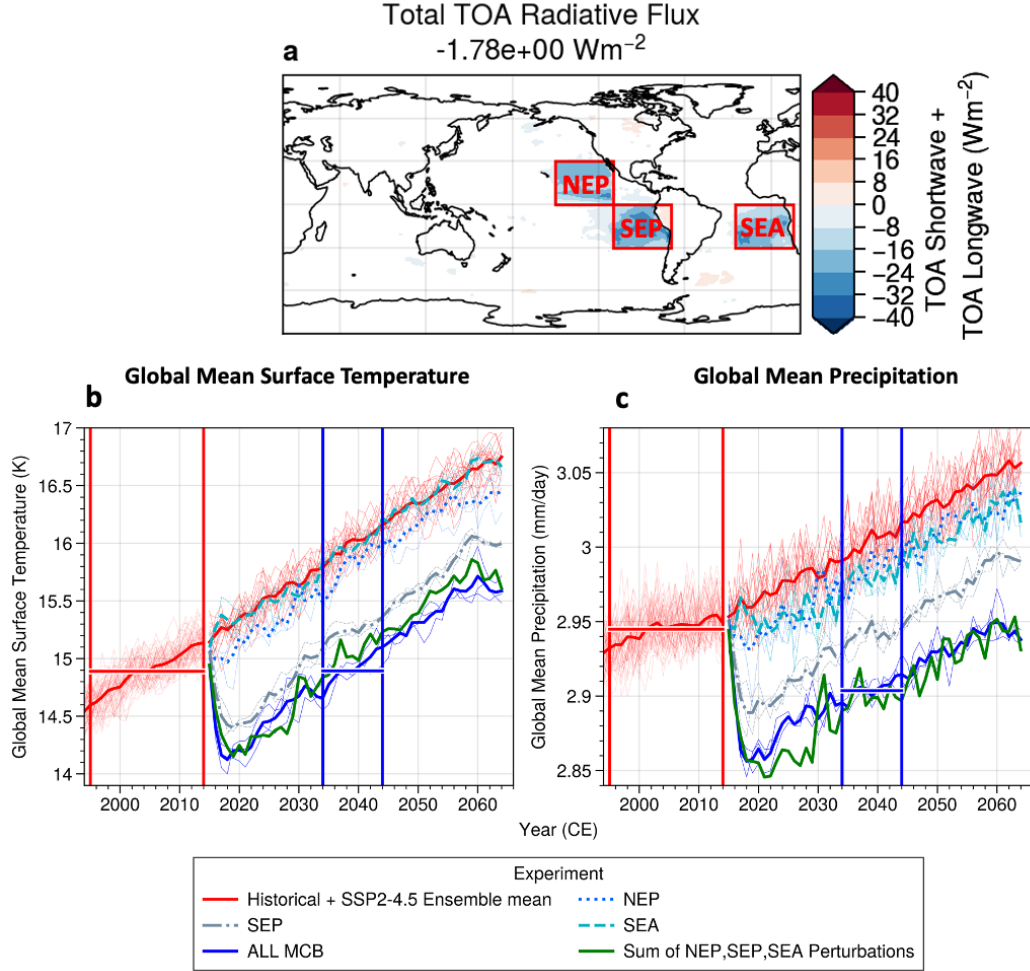 Total TOA Radiative Flux
-1.78e+00 Wm⁻²
a
NEP
SEP
SEA
40
32
24
16
8
0
−8
−16
−24
−32
−40
TOA Shortwave +
TOA Longwave (Wm⁻²)
Global Mean Surface Temperature
b
Global Mean Surface Temperature (K)
17
16.5
16
15.5
15
14.5
14
2000 2010 2020 2030 2040 2050 2060
Global Mean Precipitation
c
Global Mean Precipitation (mm/day)
3.05
3
2.95
2.9
2.85
2000 2010 2020 2030 2040 2050 2060
Year (CE)
Experiment
Historical + SSP2-4.5 Ensemble mean
SEP
ALL MCB
NEP
SEA
Sum of NEP,SEP,SEA Perturbations